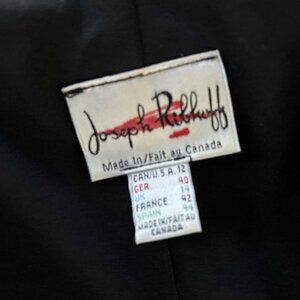 Joseph Ribkoff
Made In/Fait au Canada
CAN/U.S.A. 12
GER. 40
UK 14
FRANCE 42
SPAIN 44
MADE IN/FAIT AU
CANADA